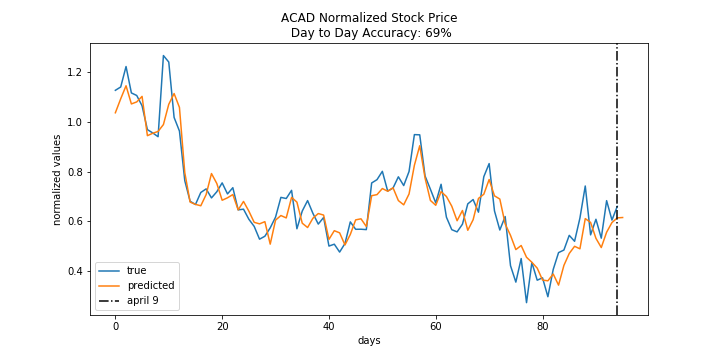 ACAD Normalized Stock Price
Day to Day Accuracy: 69%
normalized values
1.2
1.0
0.8
0.6
0.4
true
predicted
april 9
0
20
40
60
80
days